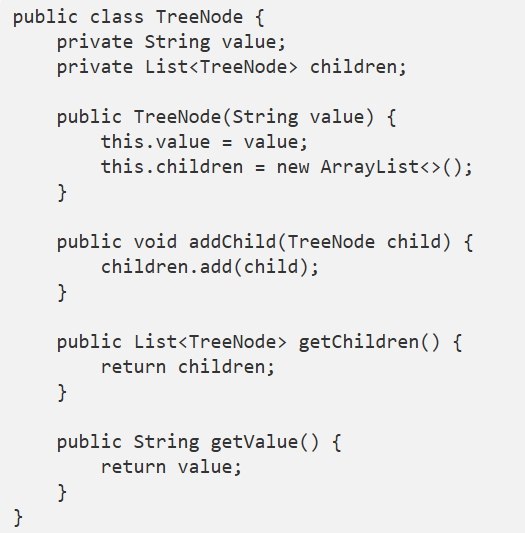 public class TreeNode {
    private String value;
    private List<TreeNode> children;

    public TreeNode(String value) {
        this.value = value;
        this.children = new ArrayList<>();
    }

    public void addChild(TreeNode child) {
        children.add(child);
    }

    public List<TreeNode> getChildren() {
        return children;
    }

    public String getValue() {
        return value;
    }
}